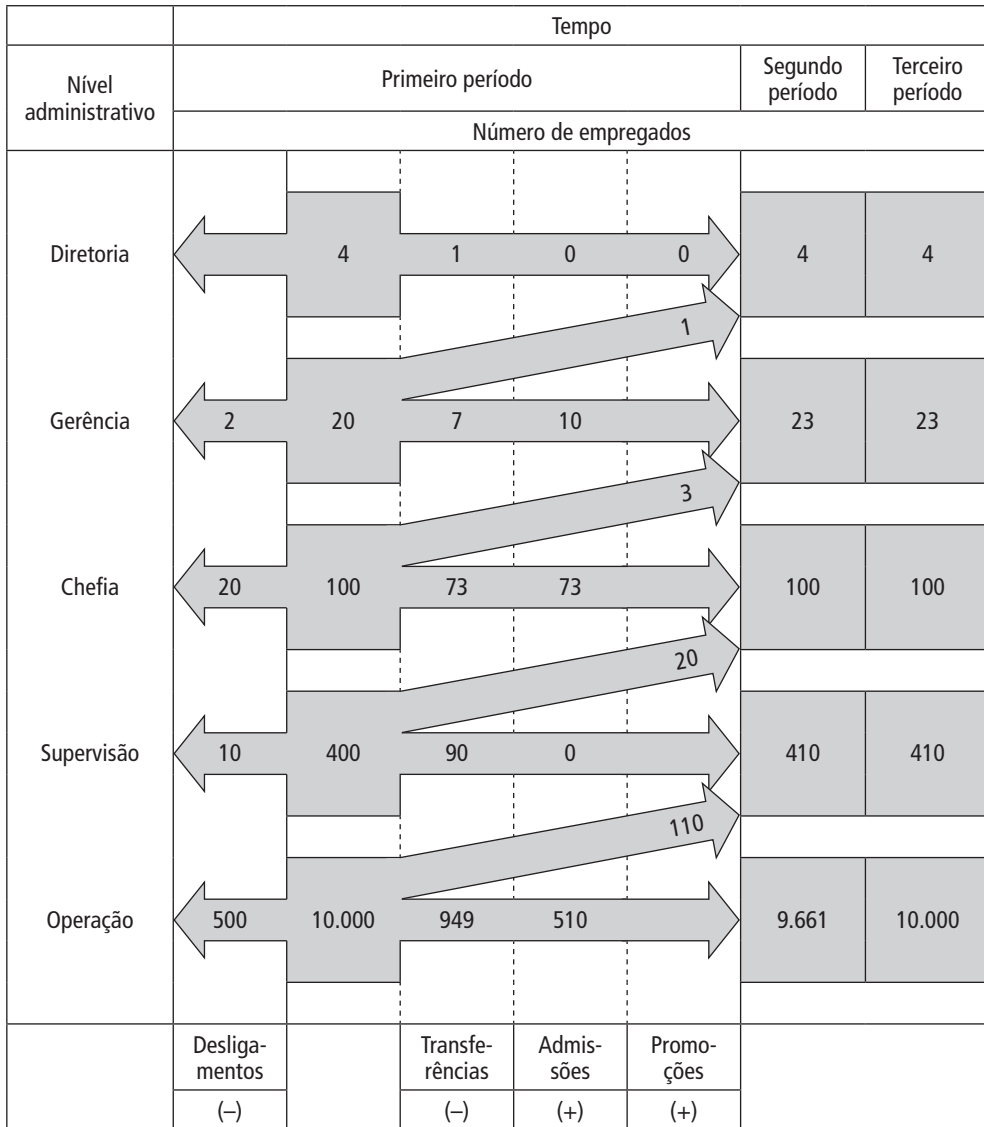 Tempo
Nível
administrativo
Primeiro período
Segundo
período
Terceiro
período
Número de empregados
Diretoria
4
1
0
0
4
4
1
Gerência
2
20
7
10
23
23
3
Chefia
20
100
73
73
100
100
20
Supervisão
10
400
90
0
410
410
110
Operação
500
10.000
949
510
9.661
10.000
Desliga-
mentos
Transfe-
rências
Admis-
sões
Promo-
ções
(–)
(–)
(+)
(+)